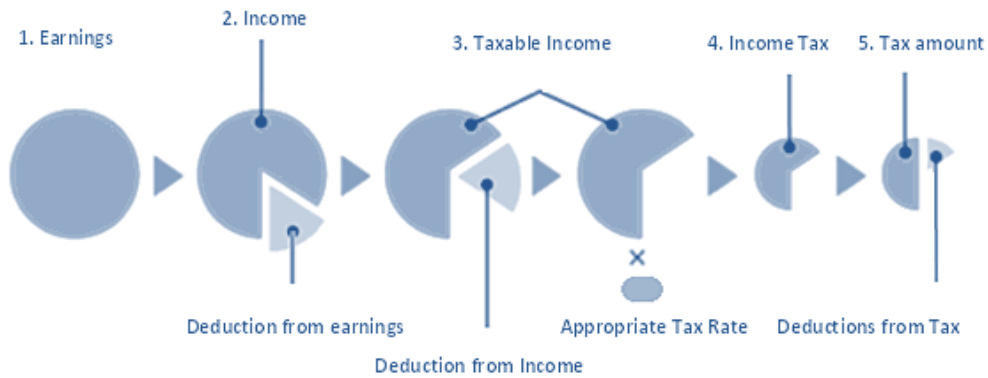 1. Earnings
2. Income
3. Taxable Income
4. Income Tax
5. Tax amount
×
Deduction from earnings
Appropriate Tax Rate
Deductions from Tax
Deduction from Income